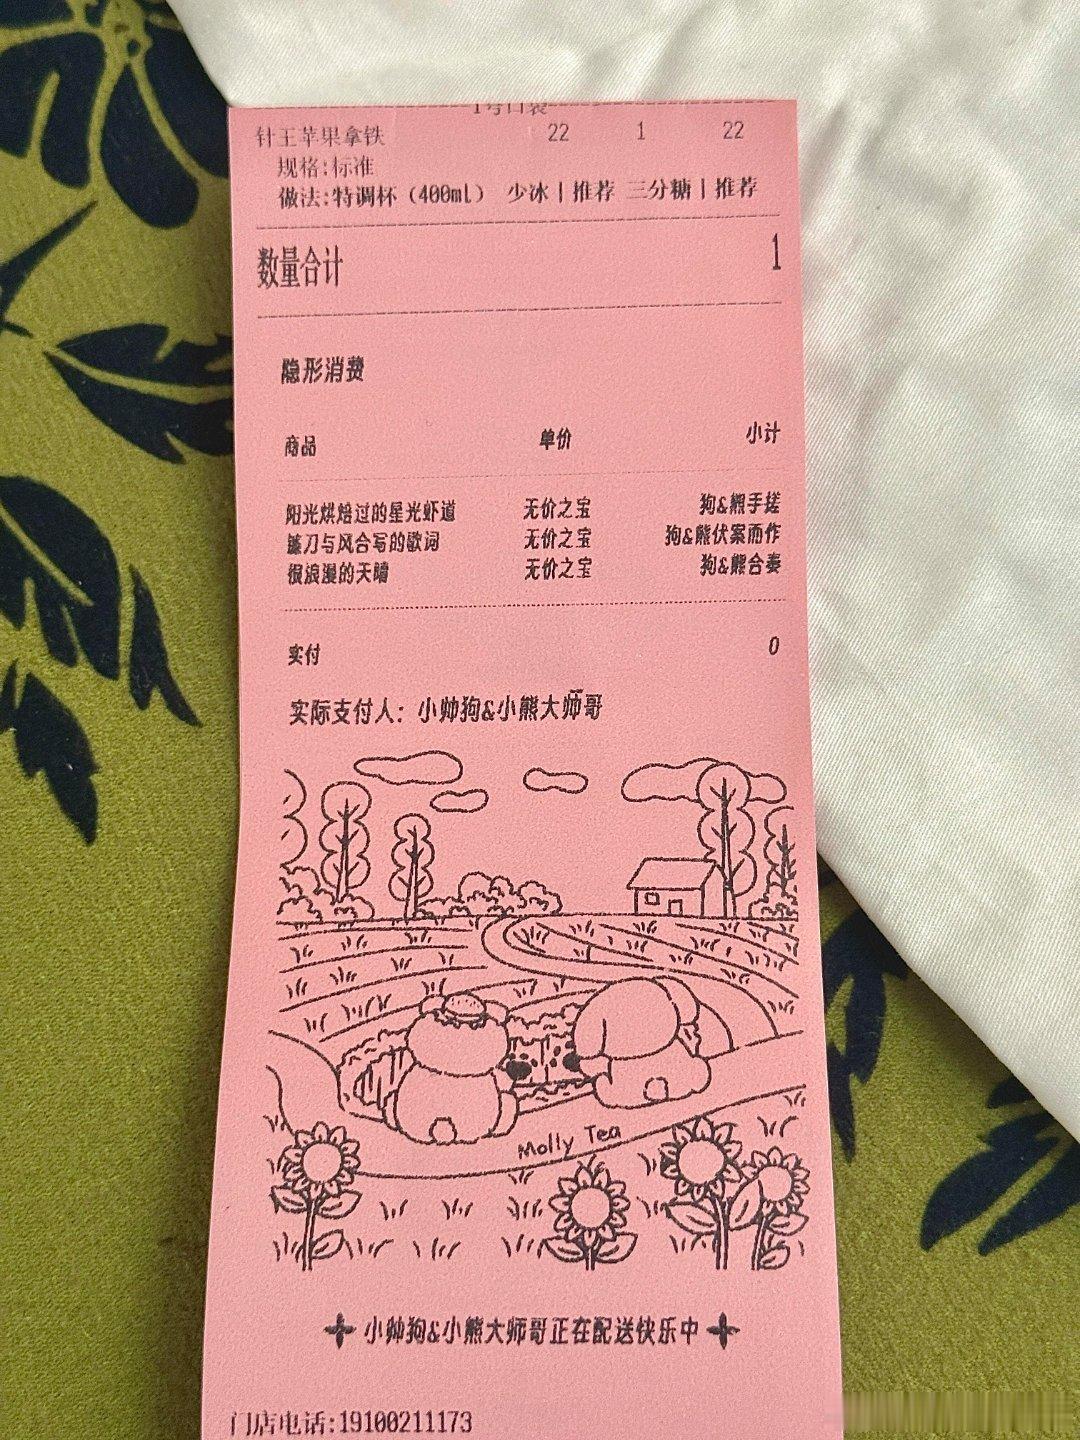 1号口袋
针王苹果拿铁 22 1 22
规格:标准
做法:特调杯（400ml） 少冰|推荐 三分糖|推荐
数量合计 1
隐形消费
商品 单价 小计
阳光烘焙过的星光虾道 无价之宝 狗&熊手搓
镰刀与风合写的歌词 无价之宝 狗&熊伏案而作
很浪漫的天晴 无价之宝 狗&熊合奏
实付 0
实际支付人：小帅狗&小熊大师哥
Molly Tea
小帅狗&小熊大师哥正在配送快乐中
门店电话:19100211173